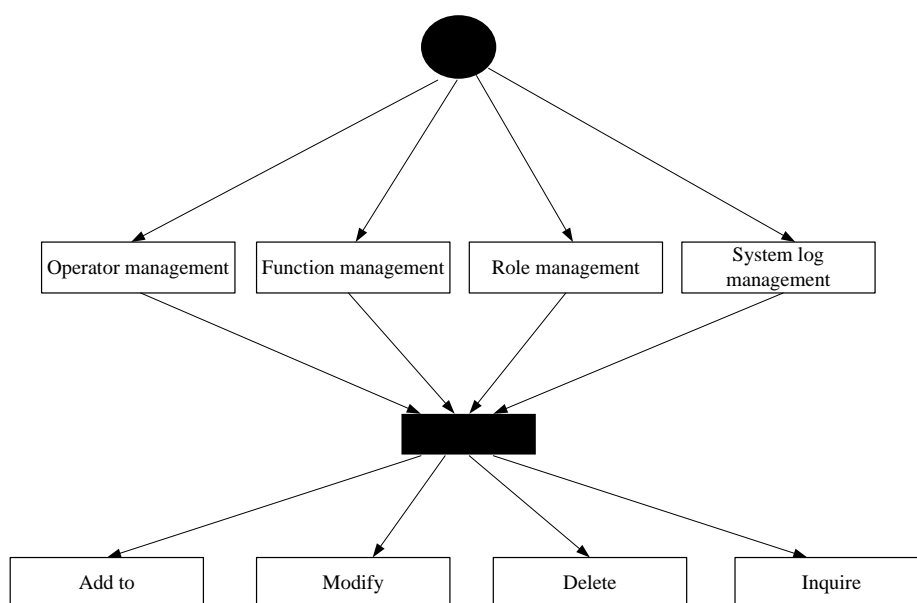 Operator management
Function management
Role management
System log
management
Add to
Modify
Delete
Inquire